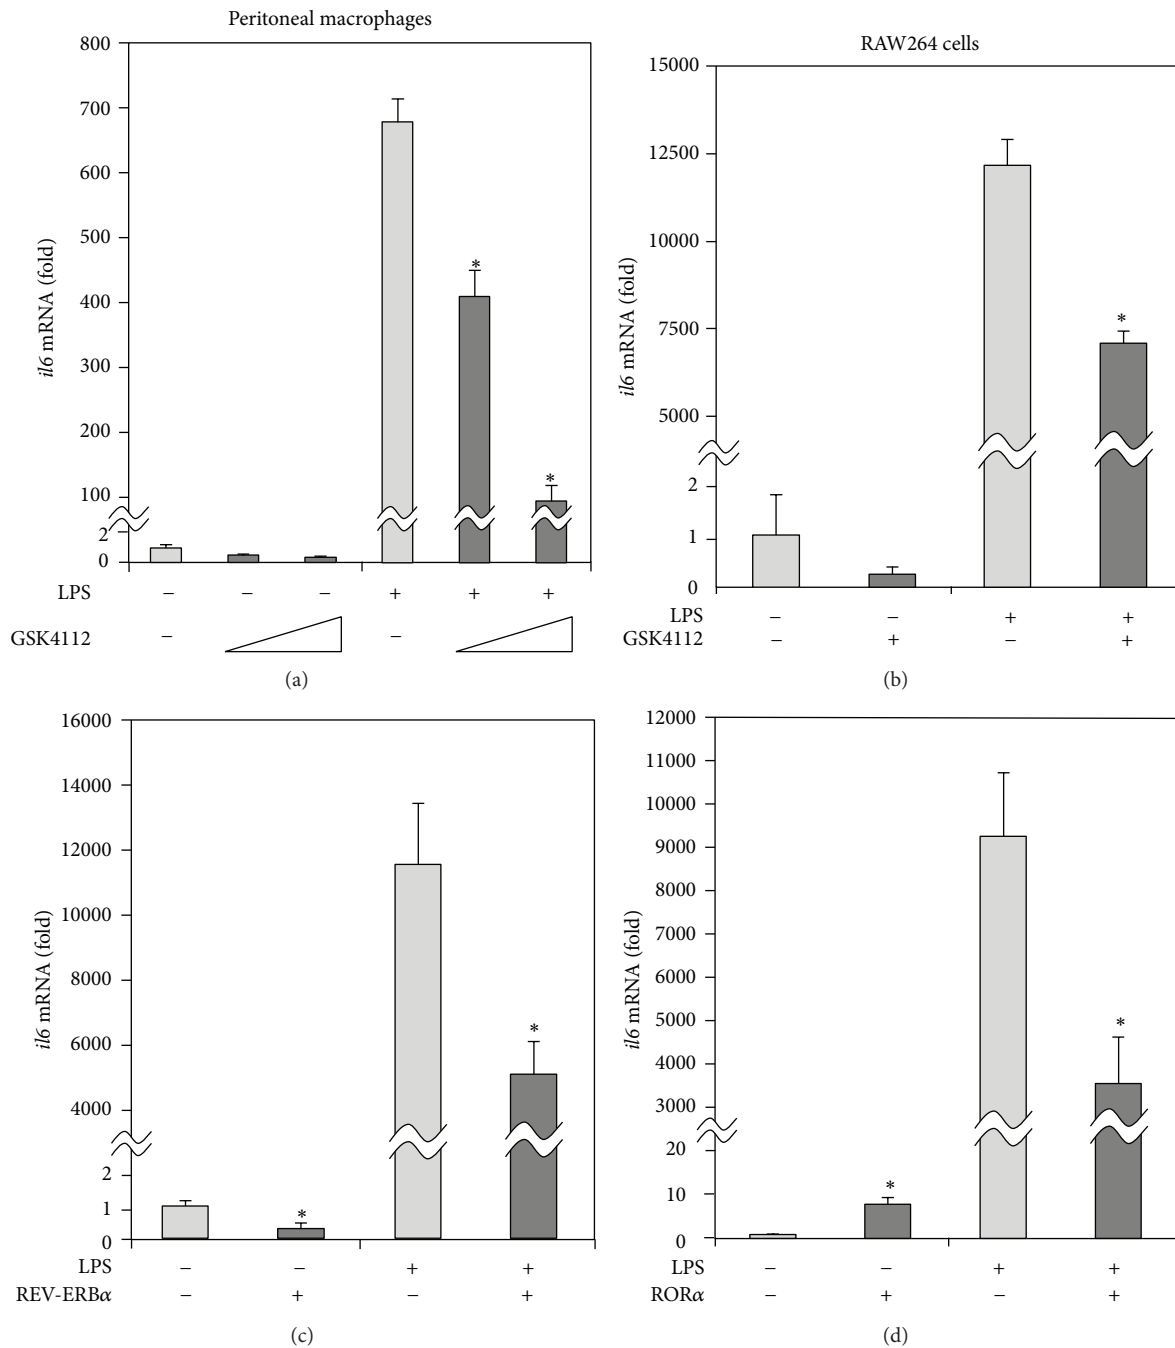 Peritoneal macrophages
800
700
600
500
400
300
200
100
2
0
il6 mRNA (fold)
LPS − − − + + +
GSK4112 − −
(a)
RAW264 cells
15000
12500
10000
7500
5000
2
1
0
il6 mRNA (fold)
* *
*
LPS − − + +
GSK4112 − + − +
(b)
16000
14000
12000
10000
8000
6000
4000
2
1
0
il6 mRNA (fold)
* *
LPS − − + +
REV-ERBα − + − +
(c)
12000
11000
10000
9000
8000
7000
6000
5000
4000
3000
20
10
0
il6 mRNA (fold)
* *
LPS − − + +
RORα − + − +
(d)